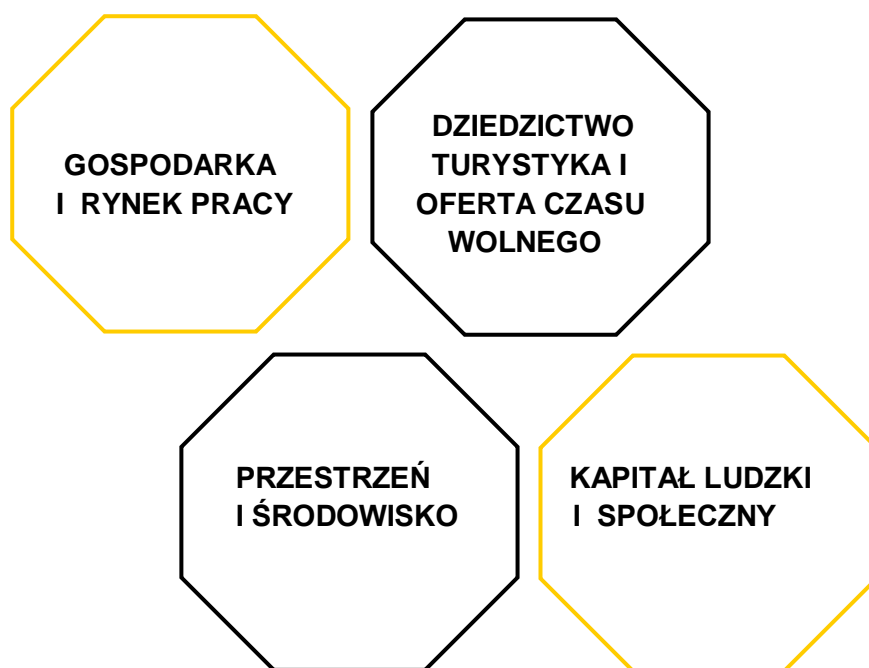 GOSPODARKA
I RYNEK PRACY
DZIEDZICTWO
TURYSTYKA I
OFERTA CZASU
WOLNEGO
PRZESTRZEŃ
I ŚRODOWISKO
KAPITAŁ LUDZKI
I SPOŁECZNY